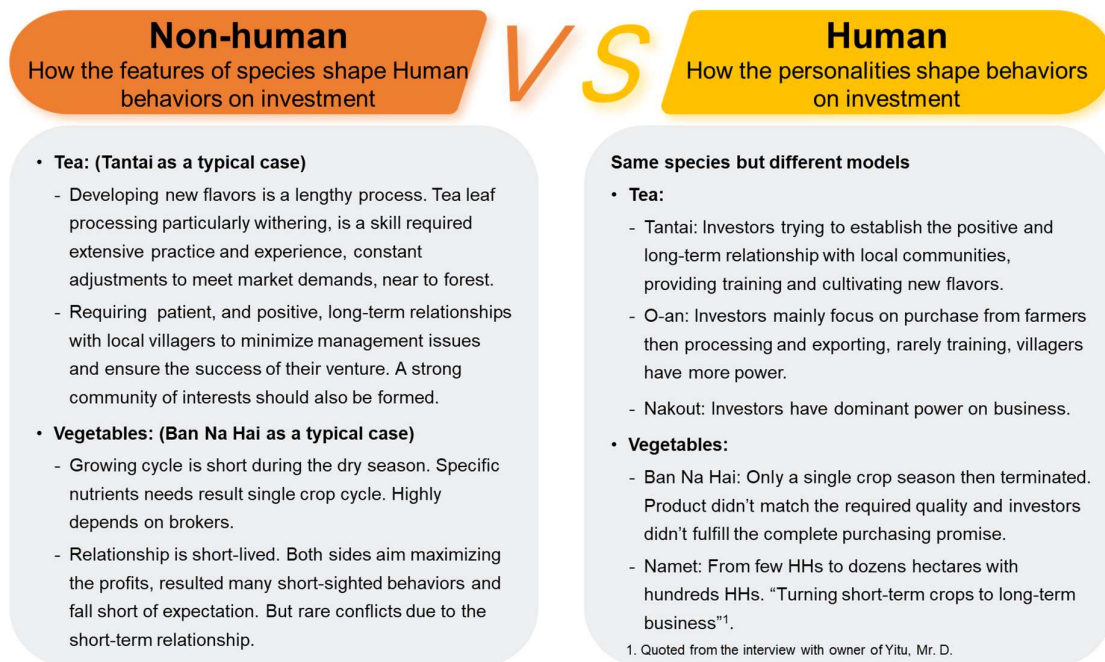 Non-human
How the features of species shape Human
behaviors on investment
VS
Human
How the personalities shape behaviors
on investment
• Tea: (Tantai as a typical case)
- Developing new flavors is a lengthy process. Tea leaf
processing particularly withering, is a skill required
extensive practice and experience, constant
adjustments to meet market demands, near to forest.
- Requiring patient, and positive, long-term relationships
with local villagers to minimize management issues
and ensure the success of their venture. A strong
community of interests should also be formed.
• Vegetables: (Ban Na Hai as a typical case)
- Growing cycle is short during the dry season. Specific
nutrients needs result single crop cycle. Highly
depends on brokers.
- Relationship is short-lived. Both sides aim maximizing
the profits, resulted many short-sighted behaviors and
fall short of expectation. But rare conflicts due to the
short-term relationship.
Same species but different models
• Tea:
- Tantai: Investors trying to establish the positive and
long-term relationship with local communities,
providing training and cultivating new flavors.
- O-an: Investors mainly focus on purchase from farmers
then processing and exporting, rarely training, villagers
have more power.
- Nakout: Investors have dominant power on business.
• Vegetables:
- Ban Na Hai: Only a single crop season then terminated.
Product didn’t match the required quality and investors
didn’t fulfill the complete purchasing promise.
- Namet: From few HHs to dozens hectares with
hundreds HHs. “Turning short-term crops to long-term
business”1.
1. Quoted from the interview with owner of Yitu, Mr. D.